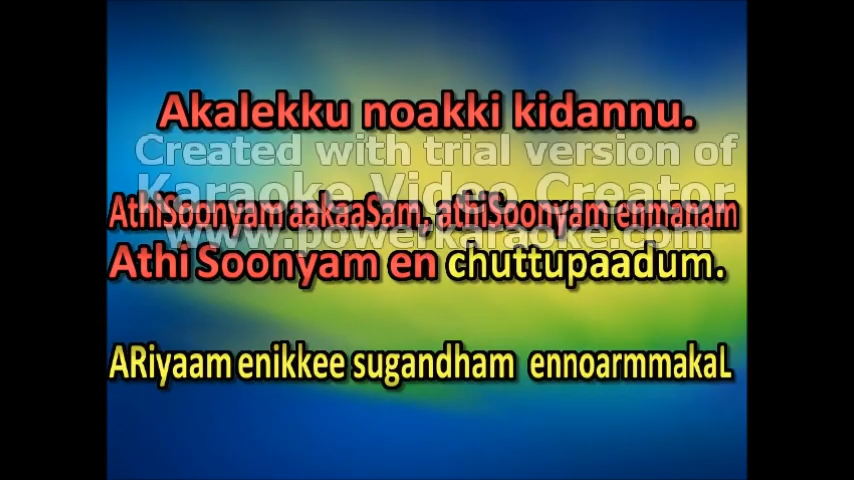 Akalekku noakki kidannu.
Created with trial version of
Karaoke Video Creator
AthiSoonyam aakaaSam, athiSoonyam enmanam
www.powerkaraoke.com
Athi Soonyam en chuttupaadum.
ARiyaam enikkee sugandham ennoarmmakaL